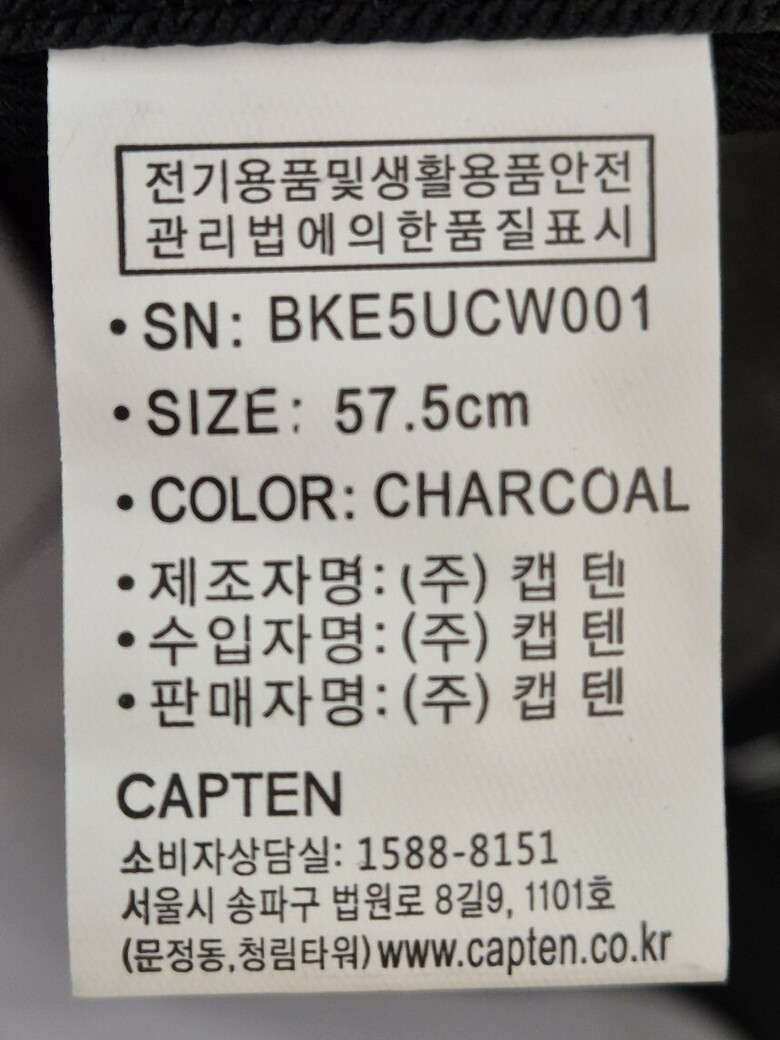 전기용품및생활용품안전
관리법에의한품질표시
• SN: BKE5UCW001
• SIZE: 57.5cm
• COLOR: CHARCOAL
• 제조자명: (주) 캡 텐
• 수입자명: (주) 캡 텐
• 판매자명: (주) 캡 텐
CAPTEN
소비자상담실: 1588-8151
서울시 송파구 법원로 8길9, 1101호
(문정동,청림타워) www.capten.co.kr